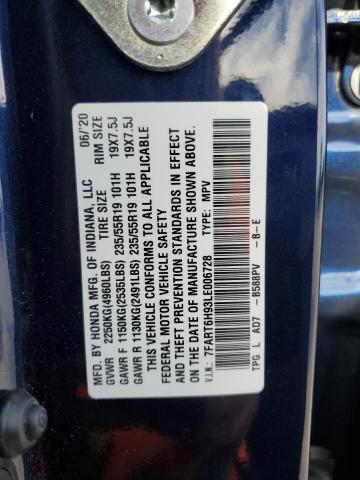 MFD. BY HONDA MFG. OF INDIANA, LLC 06/20
GVWR 2250KG(4960LBS) TIRE SIZE RIM SIZE
GAWR F 1150KG(2535LBS) 235/55R19 101H 19X7.5J
GAWR R 1130KG(2491LBS) 235/55R19 101H 19X7.5J
THIS VEHICLE CONFORMS TO ALL APPLICABLE
FEDERAL MOTOR VEHICLE SAFETY
AND THEFT PREVENTION STANDARDS IN EFFECT
ON THE DATE OF MANUFACTURE SHOWN ABOVE.
V.I.N.: 7FART6H93LE006728 TYPE: MPV
TPG L AD7 -B588PV -B-E